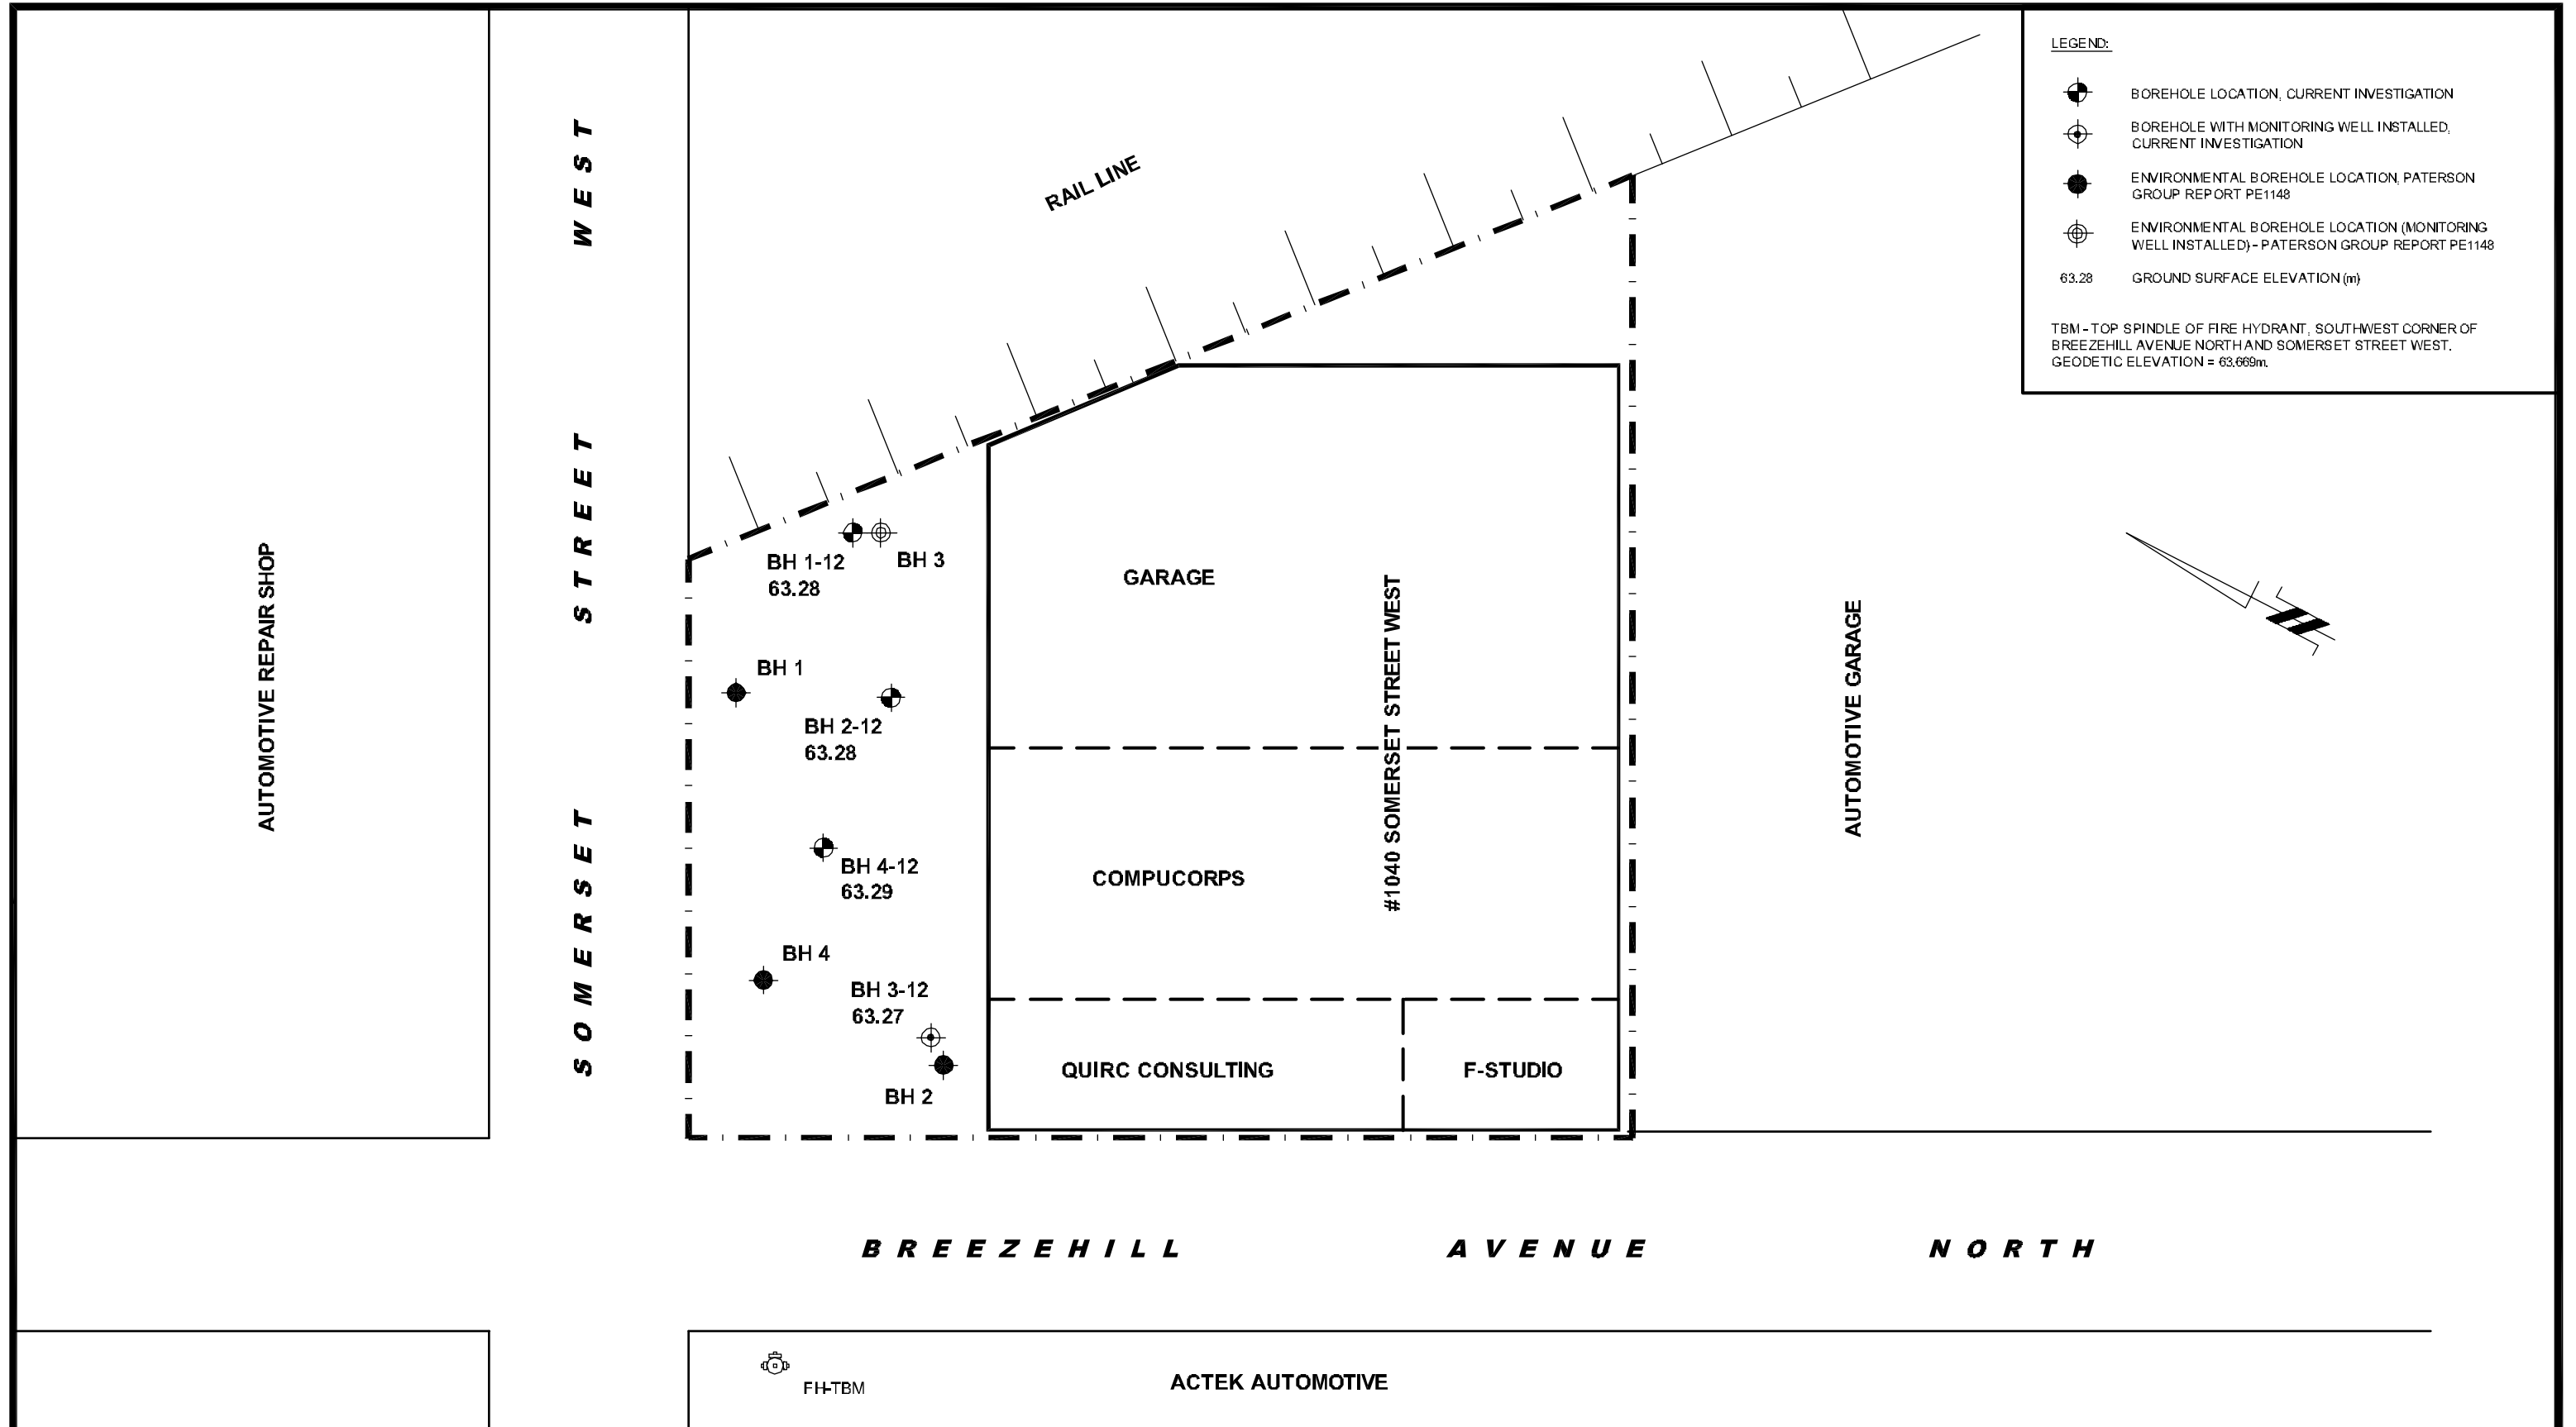 LEGEND:
BOREHOLE LOCATION, CURRENT INVESTIGATION
BOREHOLE WITH MONITORING WELL INSTALLED,
CURRENT INVESTIGATION
ENVIRONMENTAL BOREHOLE LOCATION, PATERSON
GROUP REPORT PE1148
ENVIRONMENTAL BOREHOLE LOCATION (MONITORING
WELL INSTALLED) - PATERSON GROUP REPORT PE1148
63.28 GROUND SURFACE ELEVATION (m)
TBM - TOP SPINDLE OF FIRE HYDRANT, SOUTHWEST CORNER OF
BREEZEHILL AVENUE NORTH AND SOMERSET STREET WEST.
GEODETIC ELEVATION = 63.669m.
RAIL LINE
AUTOMOTIVE REPAIR SHOP
SOMERSET STREET WEST
BH 1-12
63.28
BH 3
BH 1
BH 2-12
63.28
BH 4-12
63.29
BH 4
BH 3-12
63.27
BH 2
GARAGE
#1040 SOMERSET STREET WEST
COMPUCORPS
QUIRC CONSULTING
F-STUDIO
AUTOMOTIVE GARAGE
BREEZEHILL AVENUE NORTH
FH-TBM
ACTEK AUTOMOTIVE